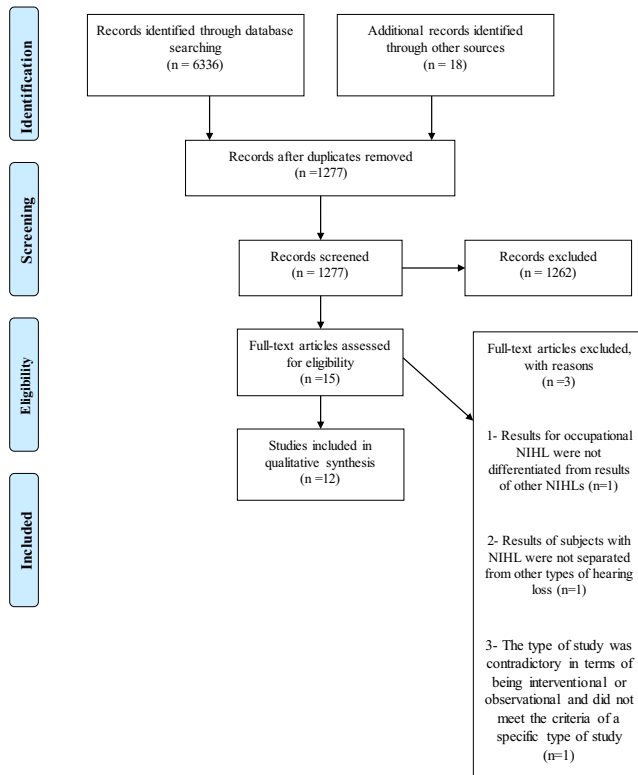 Identification
Records identified through database
searching
(n = 6336)
Additional records identified
through other sources
(n = 18)
Records after duplicates removed
(n =1277)
Screening
Records screened
(n = 1277)
Records excluded
(n = 1262)
Eligibility
Full-text articles assessed
for eligibility
(n =15)
Full-text articles excluded,
with reasons
(n =3)
1- Results for occupational
NIHL were not
differentiated from results
of other NIHLs (n=1)
2- Results of subjects with
NIHL were not separated
from other types of hearing
loss (n=1)
3- The type of study was
contradictory in terms of
being interventional or
observational and did not
meet the criteria of a
specific type of study
(n=1)
Studies included in
qualitative synthesis
(n =12)
Included